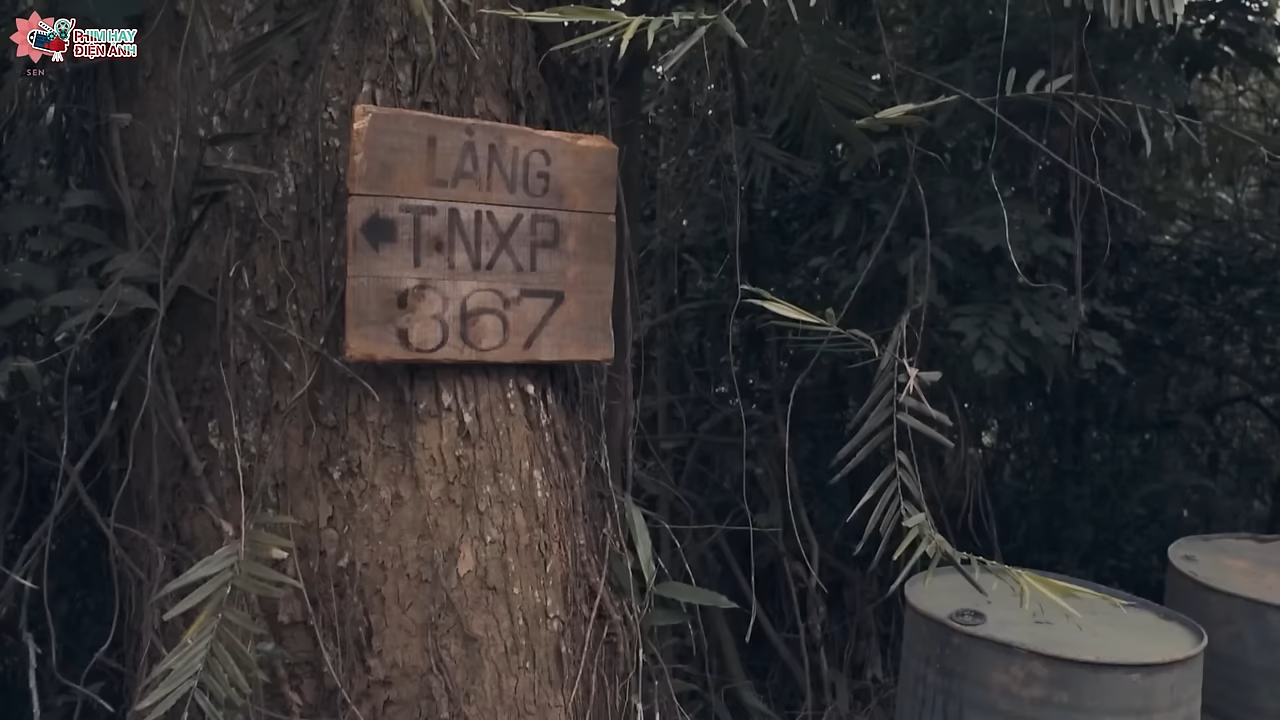 PHIM HAY
ĐIỆN ẢNH
SEN
LÀNG
T.NXP
367